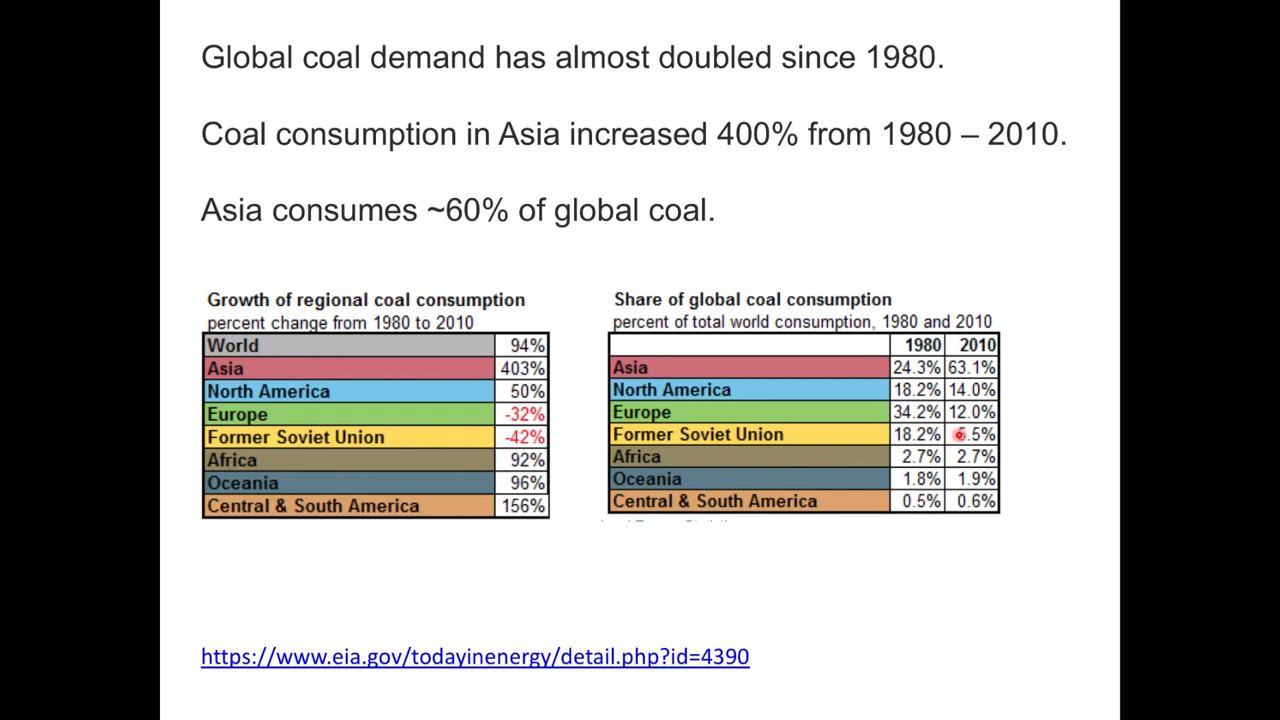 Global coal demand has almost doubled since 1980.
Coal consumption in Asia increased 400% from 1980 – 2010.
Asia consumes ~60% of global coal.
Growth of regional coal consumption
percent change from 1980 to 2010
World 94%
Asia 403%
North America 50%
Europe -32%
Former Soviet Union -42%
Africa 92%
Oceania 96%
Central & South America 156%
Share of global coal consumption
percent of total world consumption, 1980 and 2010
1980 2010
Asia 24.3% 63.1%
North America 18.2% 14.0%
Europe 34.2% 12.0%
Former Soviet Union 18.2%
Africa 2.7% 2.7%
Oceania 1.8% 1.9%
Central & South America 0.5% 0.6%
https://www.eia.gov/todayinenergy/detail.php?id=4390